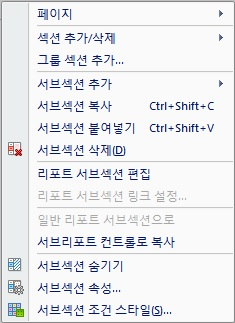 페이지
섹션 추가/삭제
그룹 섹션 추가...
서브섹션 추가
서브섹션 복사 Ctrl+Shift+C
서브섹션 붙여넣기 Ctrl+Shift+V
서브섹션 삭제(D)
리포트 서브섹션 편집
리포트 서브섹션 링크 설정...
일반 리포트 서브섹션으로
서브리포트 컨트롤로 복사
서브섹션 숨기기
서브섹션 속성...
서브섹션 조건 스타일(S)...